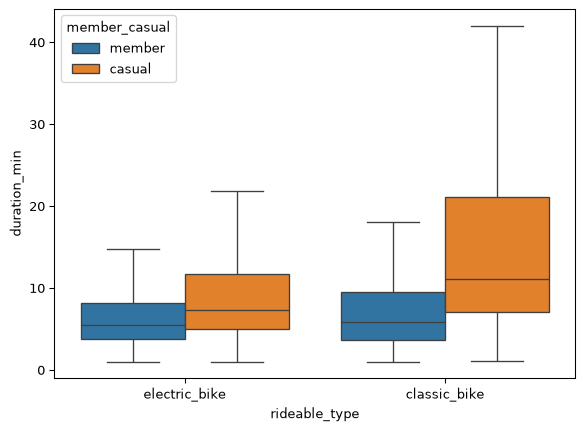 member_casual
member
casual
40
30
20
10
0
duration_min
electric_bike
classic_bike
rideable_type